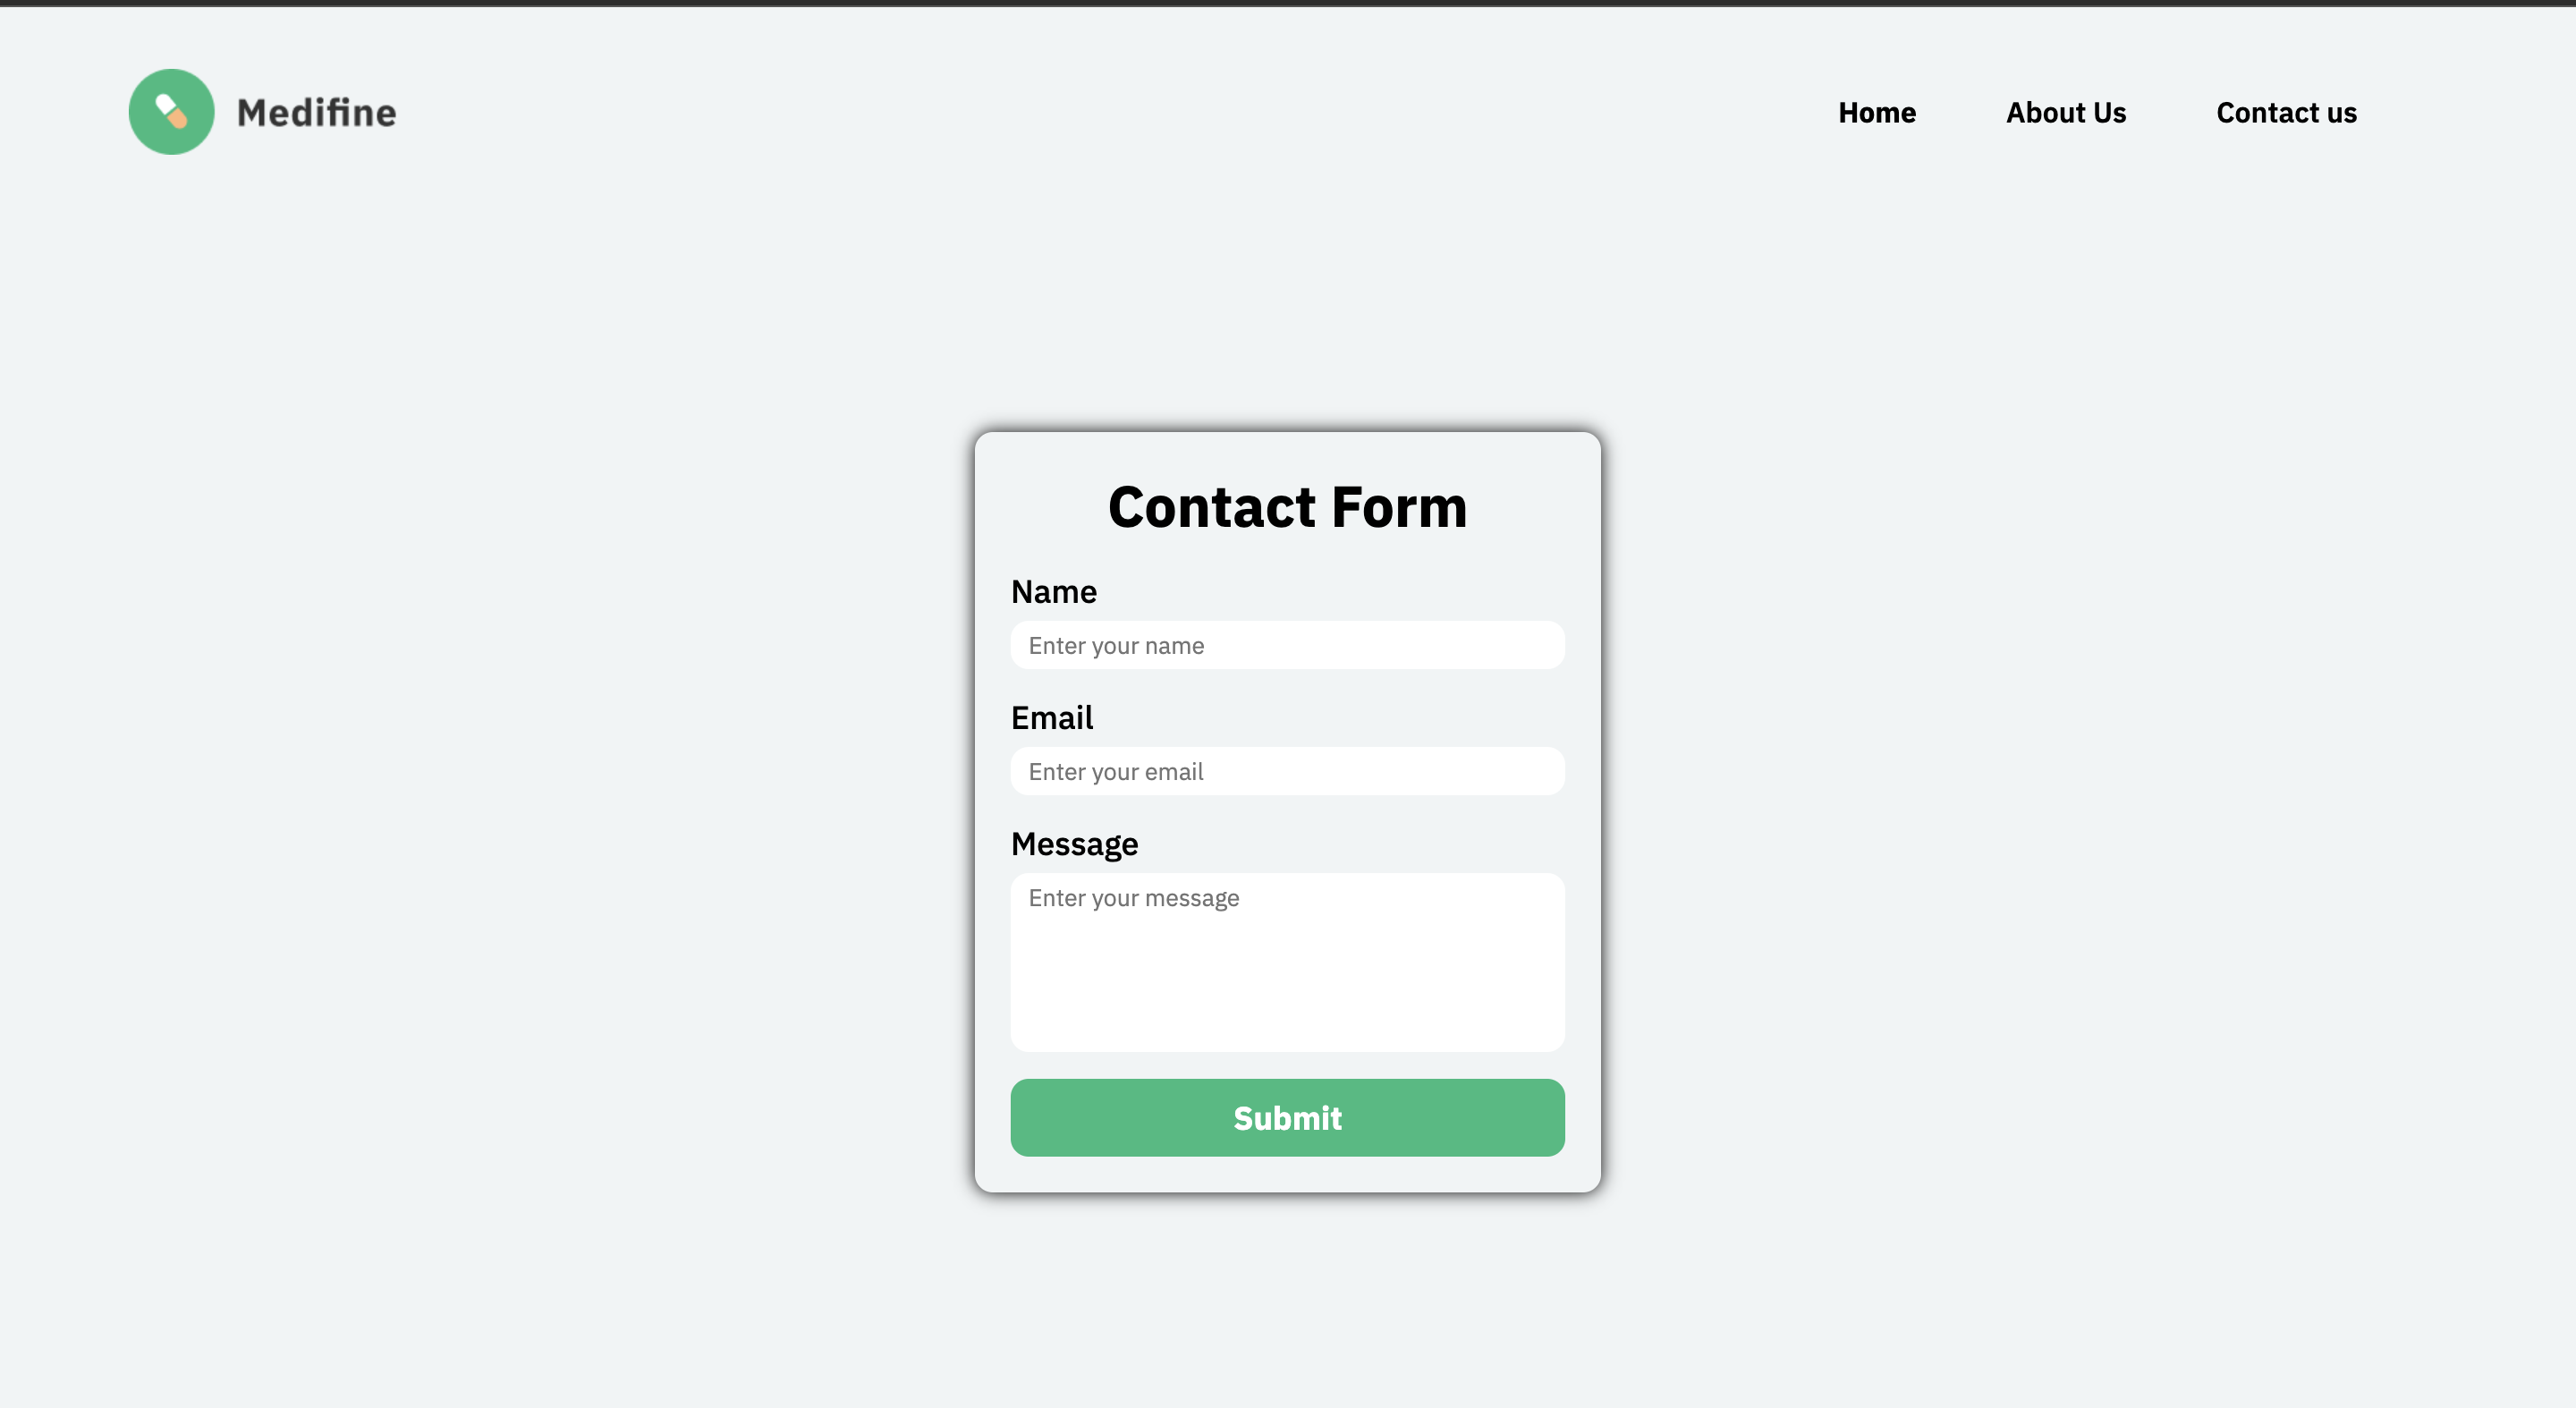 Medifine
Home About Us Contact us
Contact Form
Name
Enter your name
Email
Enter your email
Message
Enter your message
Submit